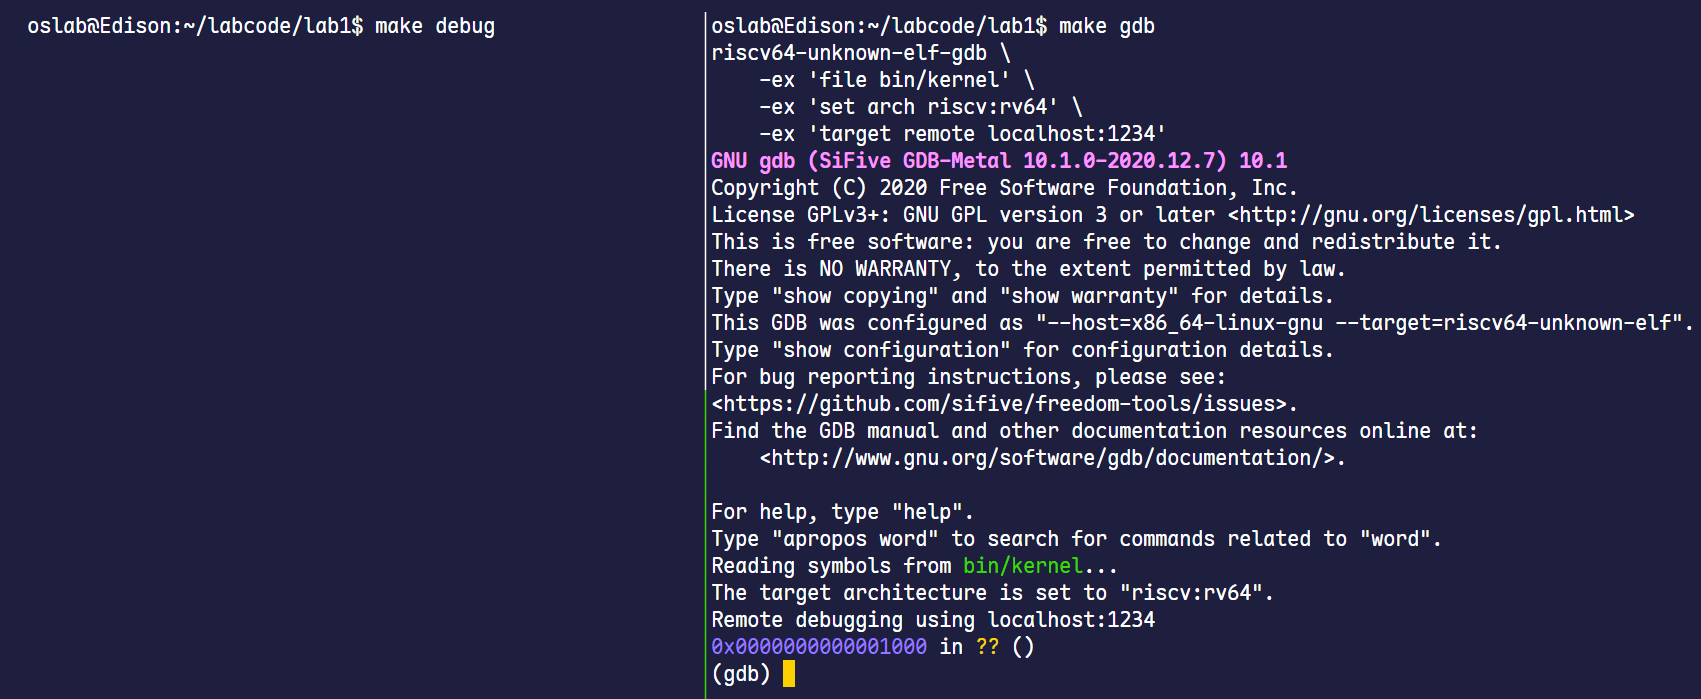 oslab@Edison:~/labcode/lab1$ make debug
oslab@Edison:~/labcode/lab1$ make gdb
riscv64-unknown-elf-gdb \
    -ex 'file bin/kernel' \
    -ex 'set arch riscv:rv64' \
    -ex 'target remote localhost:1234'
GNU gdb (SiFive GDB-Metal 10.1.0-2020.12.7) 10.1
Copyright (C) 2020 Free Software Foundation, Inc.
License GPLv3+: GNU GPL version 3 or later <http://gnu.org/licenses/gpl.html>
This is free software: you are free to change and redistribute it.
There is NO WARRANTY, to the extent permitted by law.
Type "show copying" and "show warranty" for details.
This GDB was configured as "--host=x86_64-linux-gnu --target=riscv64-unknown-elf".
Type "show configuration" for configuration details.
For bug reporting instructions, please see:
<https://github.com/sifive/freedom-tools/issues>.
Find the GDB manual and other documentation resources online at:
    <http://www.gnu.org/software/gdb/documentation/>.

For help, type "help".
Type "apropos word" to search for commands related to "word".
Reading symbols from bin/kernel...
The target architecture is set to "riscv:rv64".
Remote debugging using localhost:1234
0x0000000000001000 in ?? ()
(gdb)